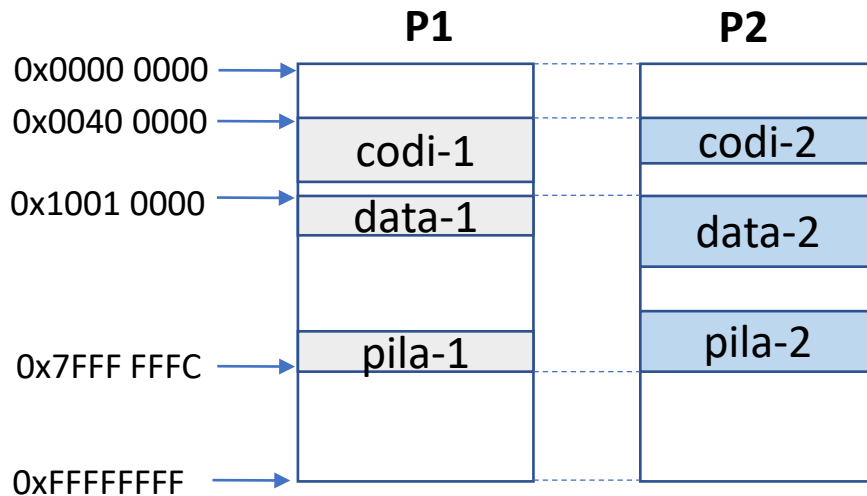 P1
P2
0x0000 0000
0x0040 0000
codi-1
codi-2
0x1001 0000
data-1
data-2
pila-1
pila-2
0x7FFF FFFC
0xFFFFFFFF